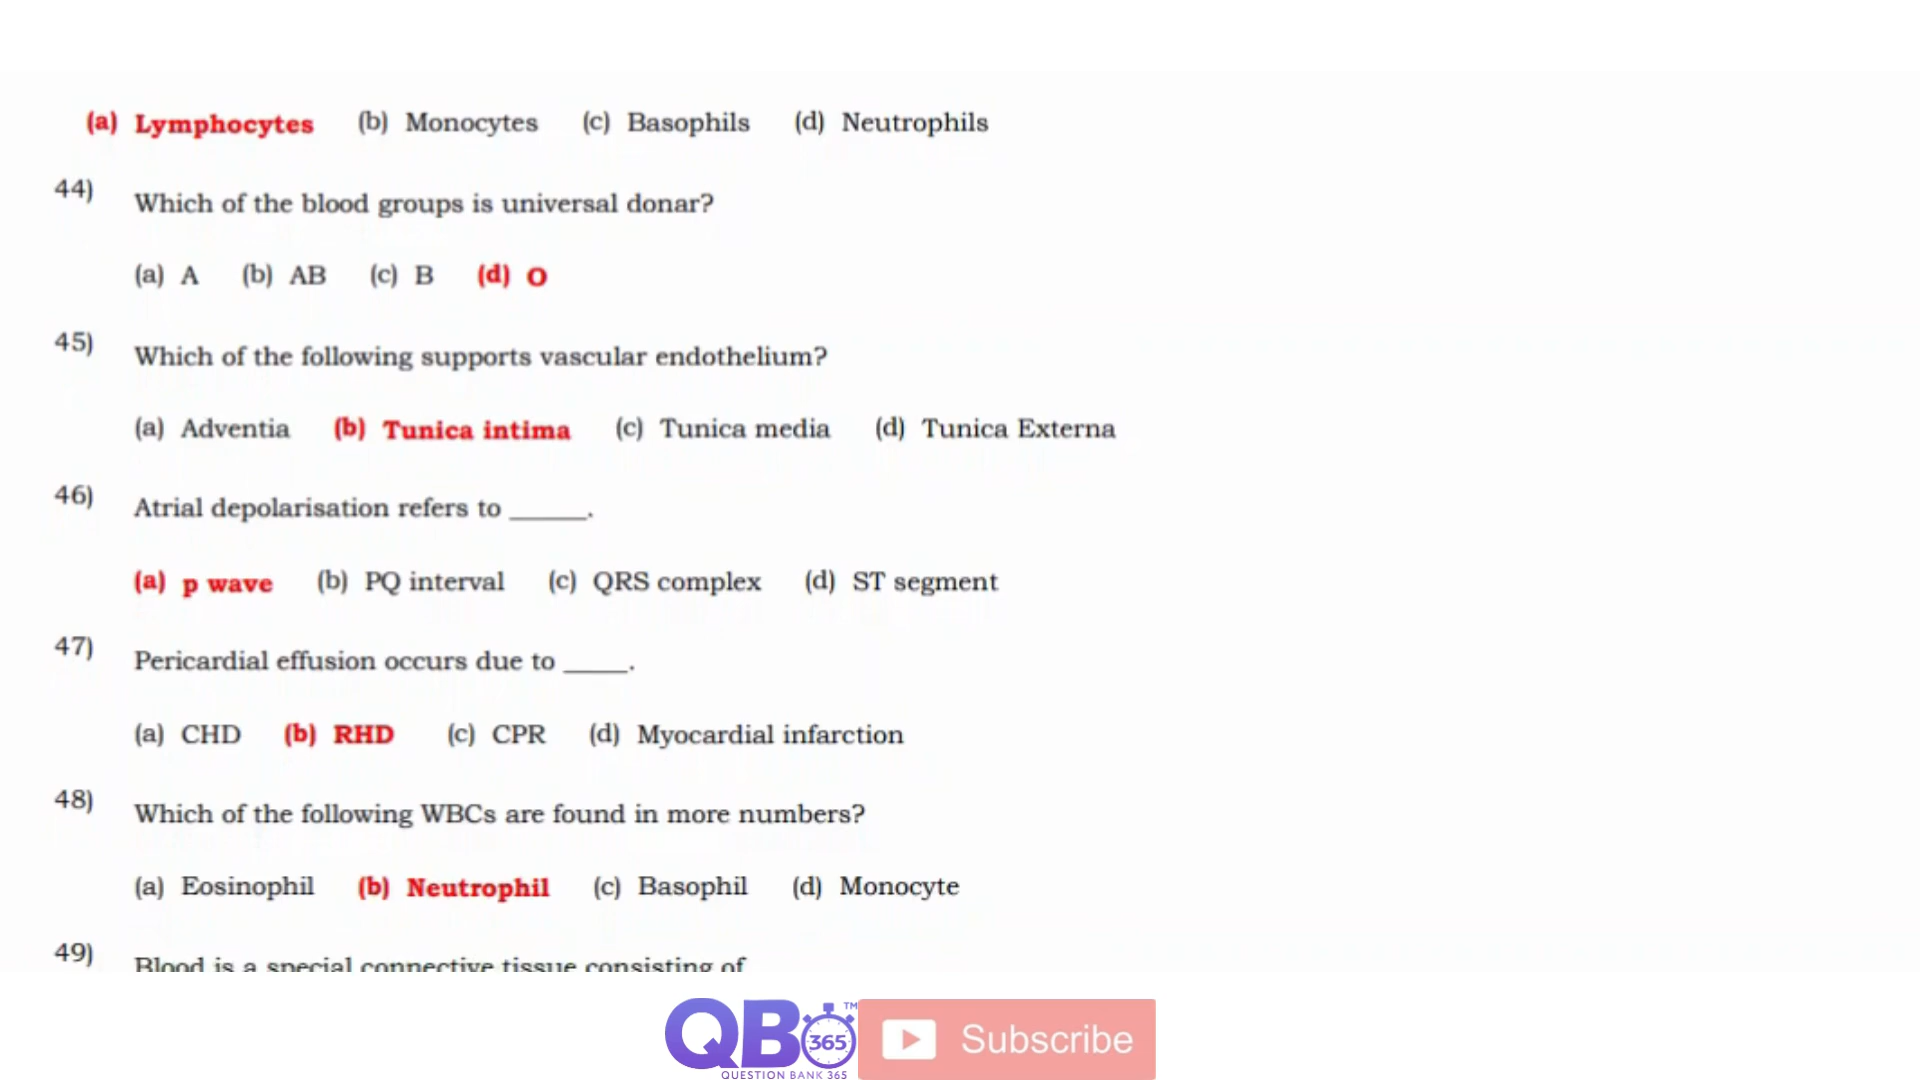 (a) Lymphocytes (b) Monocytes (c) Basophils (d) Neutrophils
44) Which of the blood groups is universal donar?
(a) A (b) AB (c) B (d) O
45) Which of the following supports vascular endothelium?
(a) Adventia (b) Tunica intima (c) Tunica media (d) Tunica Externa
46) Atrial depolarisation refers to ______.
(a) p wave (b) PQ interval (c) QRS complex (d) ST segment
47) Pericardial effusion occurs due to _____.
(a) CHD (b) RHD (c) CPR (d) Myocardial infarction
48) Which of the following WBCs are found in more numbers?
(a) Eosinophil (b) Neutrophil (c) Basophil (d) Monocyte
49) Blood is a special connective tissue consisting of
QB 365 TM
QUESTION BANK 365
Subscribe